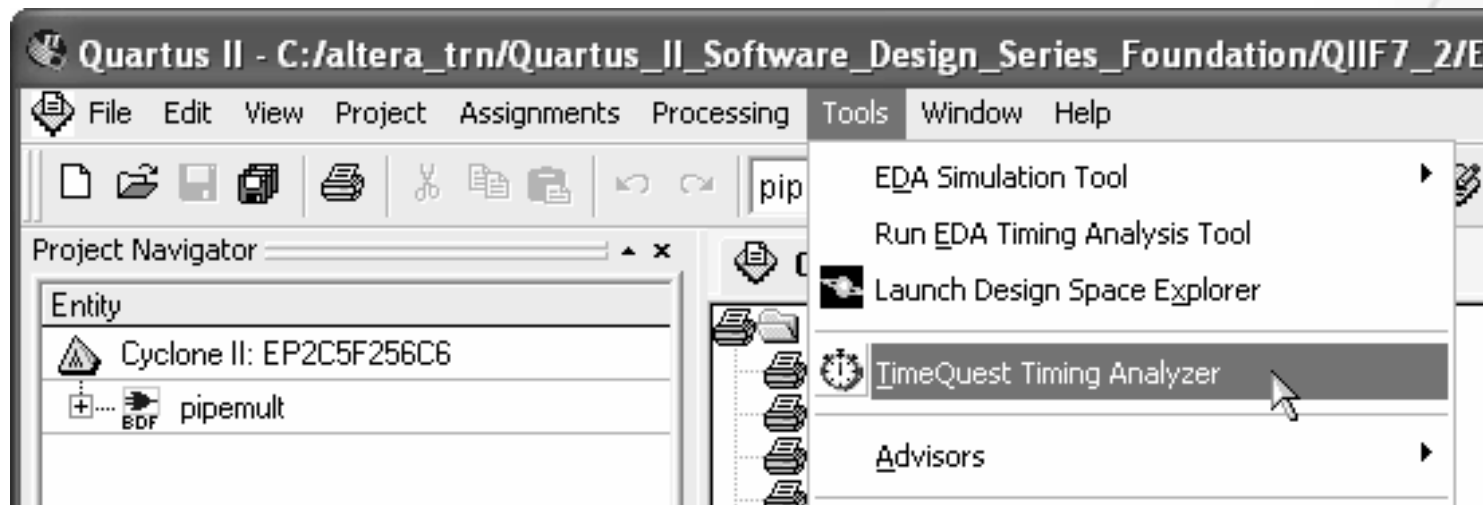 Quartus II - C:/altera_trn/Quartus_II_Software_Design_Series_Foundation/QIIF7_2/E
File Edit View Project Assignments Processing Tools Window Help
pip
EDA Simulation Tool
Run EDA Timing Analysis Tool
Launch Design Space Explorer
TimeQuest Timing Analyzer
Advisors
Project Navigator
Entity
Cyclone II: EP2C5F256C6
BDF pipemult